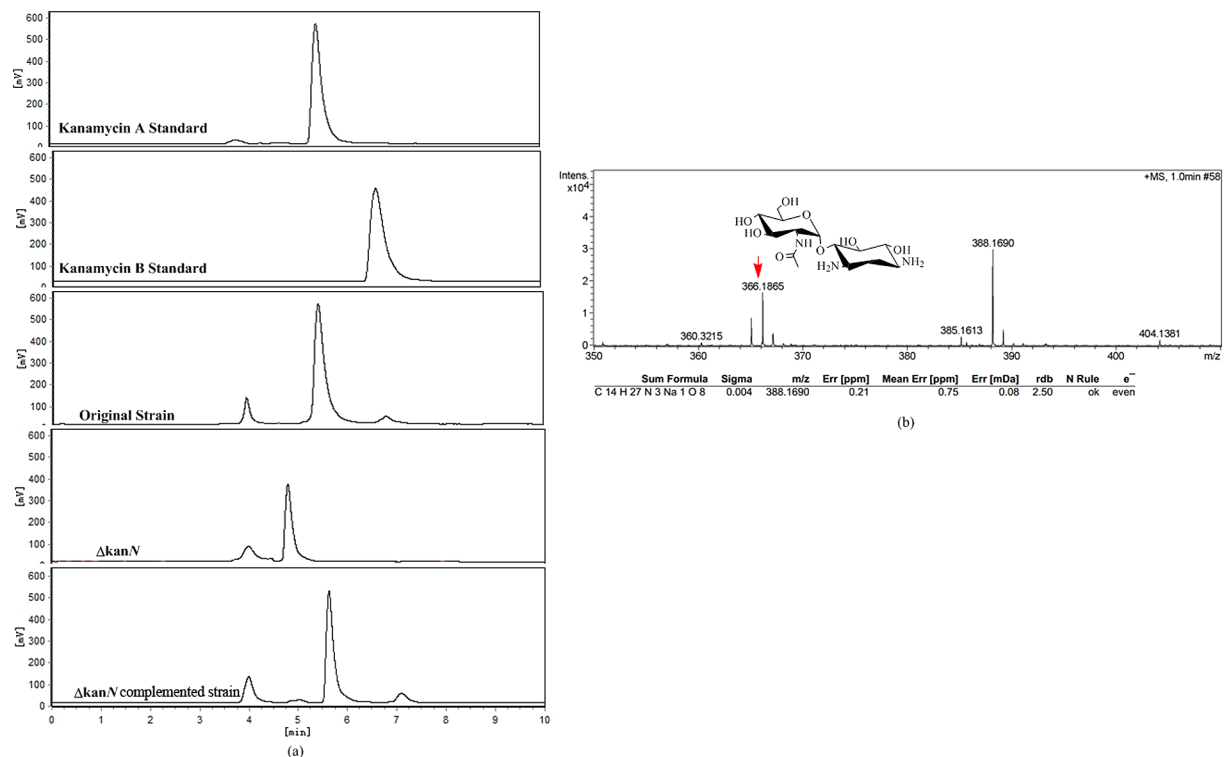 600
500
400
300
200
100
0
[mV]
Kanamycin A Standard
600
500
400
300
200
100
0
[mV]
Kanamycin B Standard
600
500
400
300
200
100
[mV]
Original Strain
600
500
400
300
200
100
[mV]
ΔkanN
600
500
400
300
200
100
0
[mV]
ΔkanN complemented strain
0 1 2 3 4 5 6 7 8 9 10
[min]
(a)
Intens.
x10⁴
+MS, 1.0min #58
4
3
2
1
0
OH
HO
O
HO
NH
O
O
HO
OH
H₂N
NH₂
388.1690
366.1865
360.3215
385.1613
404.1381
350 360 370 380 390 400 m/z
Sum Formula Sigma m/z Err [ppm] Mean Err [ppm] Err [mDa] rdb N Rule e⁻
C 14 H 27 N 3 Na 1 O 8 0.004 388.1690 0.21 0.75 0.08 2.50 ok even
(b)